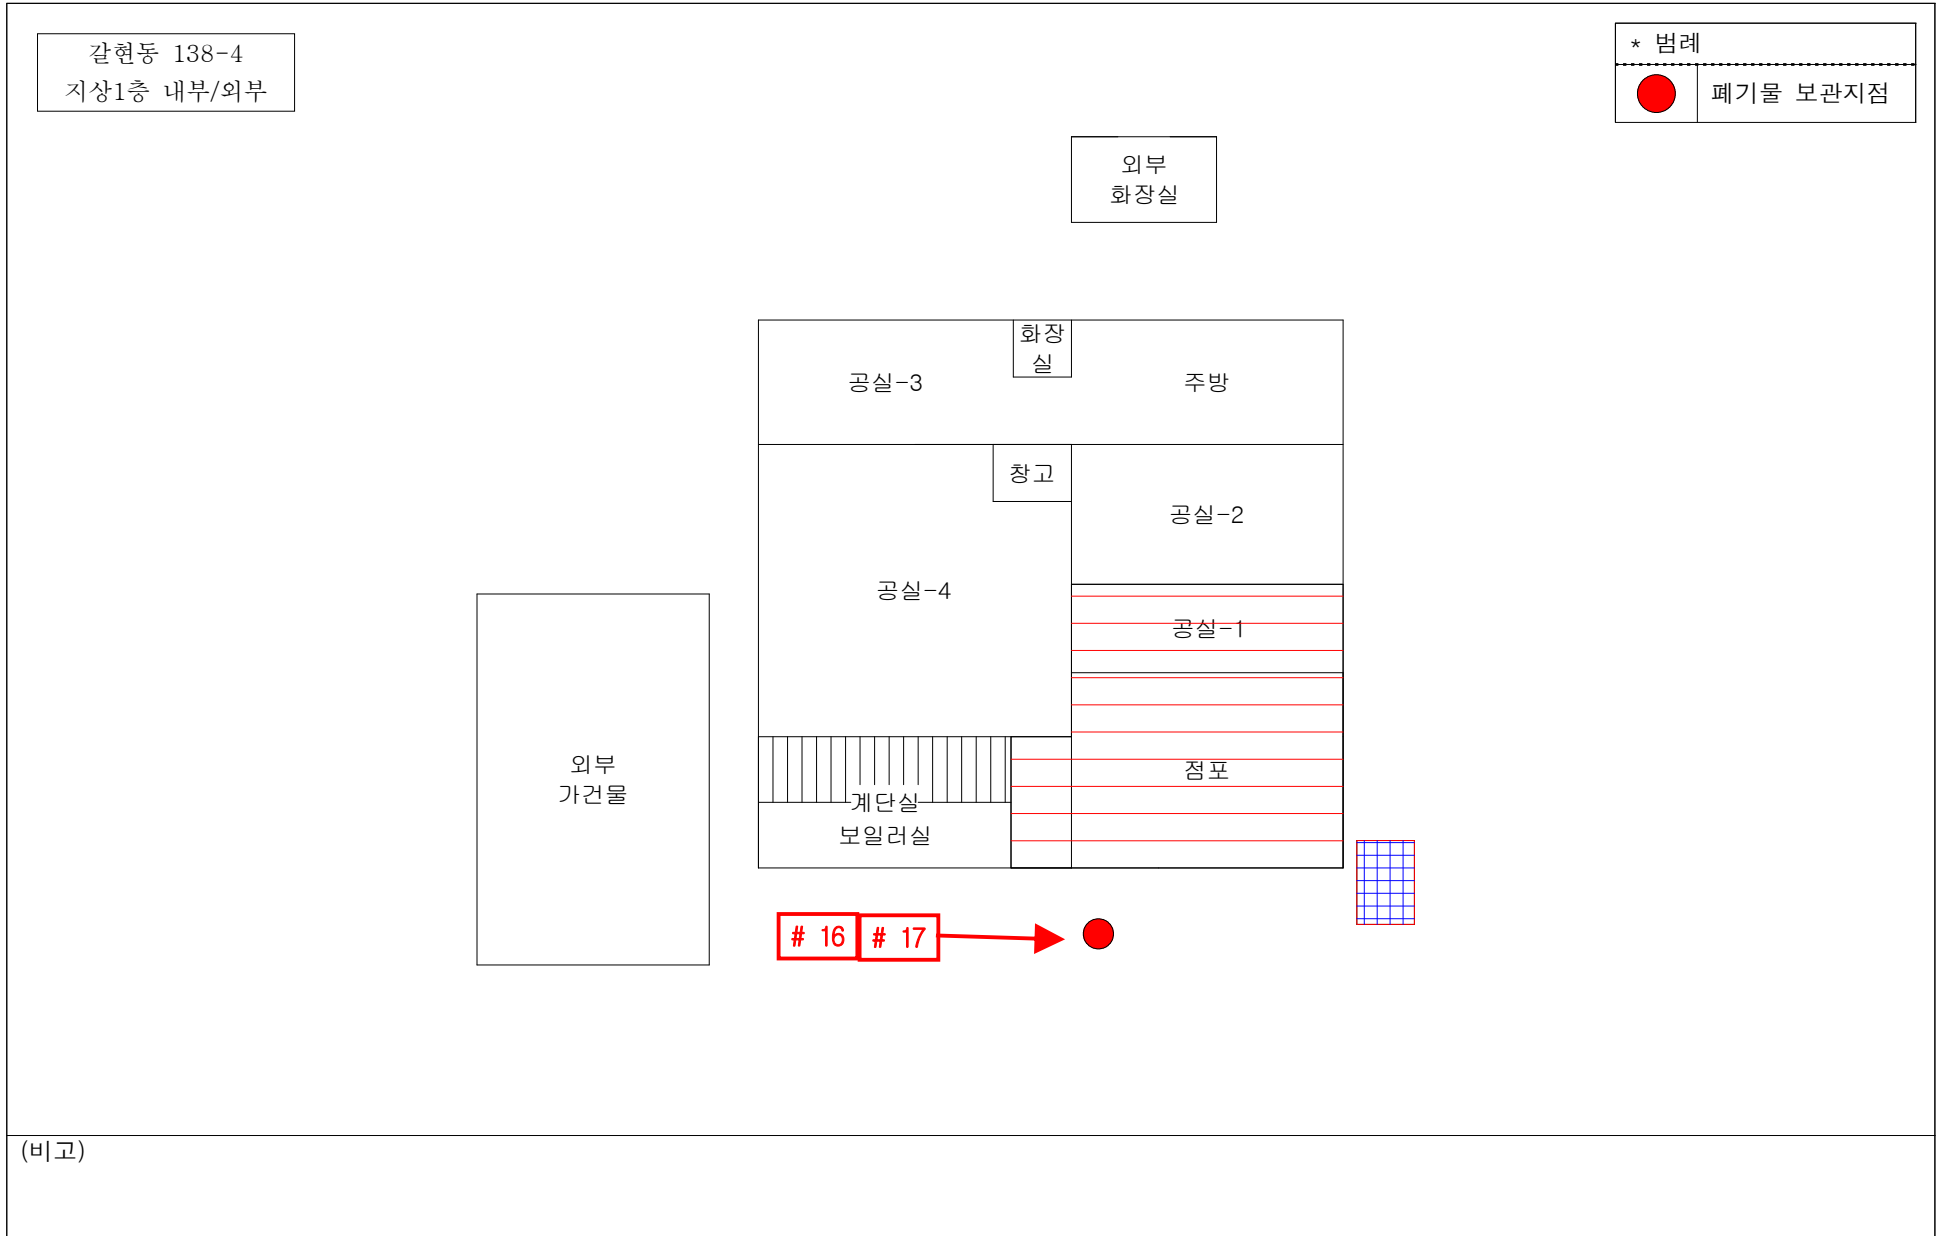 갈현동 138-4
지상1층 내부/외부
* 범례
폐기물 보관지점
외부
화장실
화장
실
공실-3
주방
창고
공실-2
공실-4
공실-1
외부
가건물
점포
계단실
보일러실
# 16
# 17
(비고)